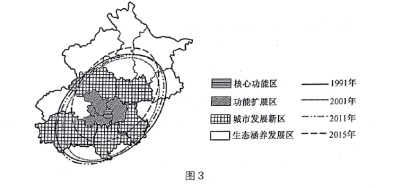 核心功能区 1991年
功能扩展区 2001年
城市发展新区 2011年
生态涵养发展区 2015年
图3